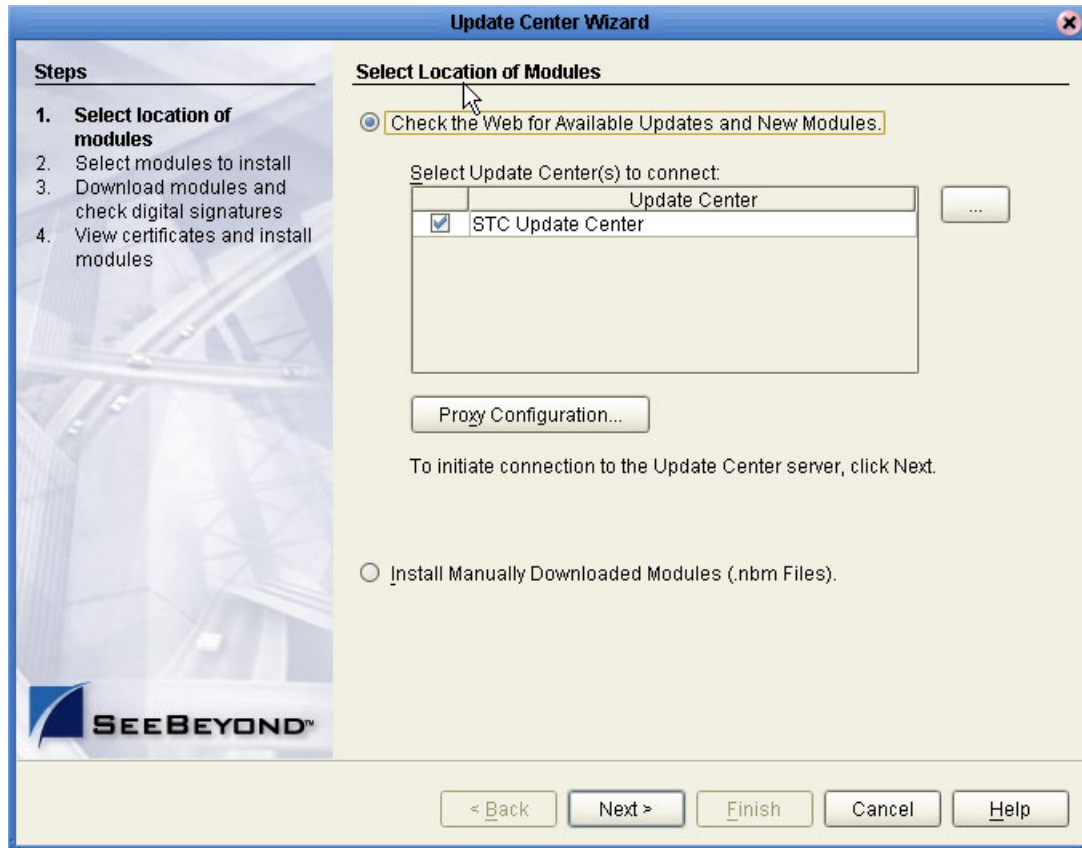 Update Center Wizard
Steps
1. Select location of
modules
2. Select modules to install
3. Download modules and
check digital signatures
4. View certificates and install
modules
SEEBEYOND™
Select Location of Modules
Check the Web for Available Updates and New Modules.
Select Update Center(s) to connect:
Update Center
STC Update Center
...
Proxy Configuration...
To initiate connection to the Update Center server, click Next.
Install Manually Downloaded Modules (.nbm Files).
< Back Next > Finish Cancel Help